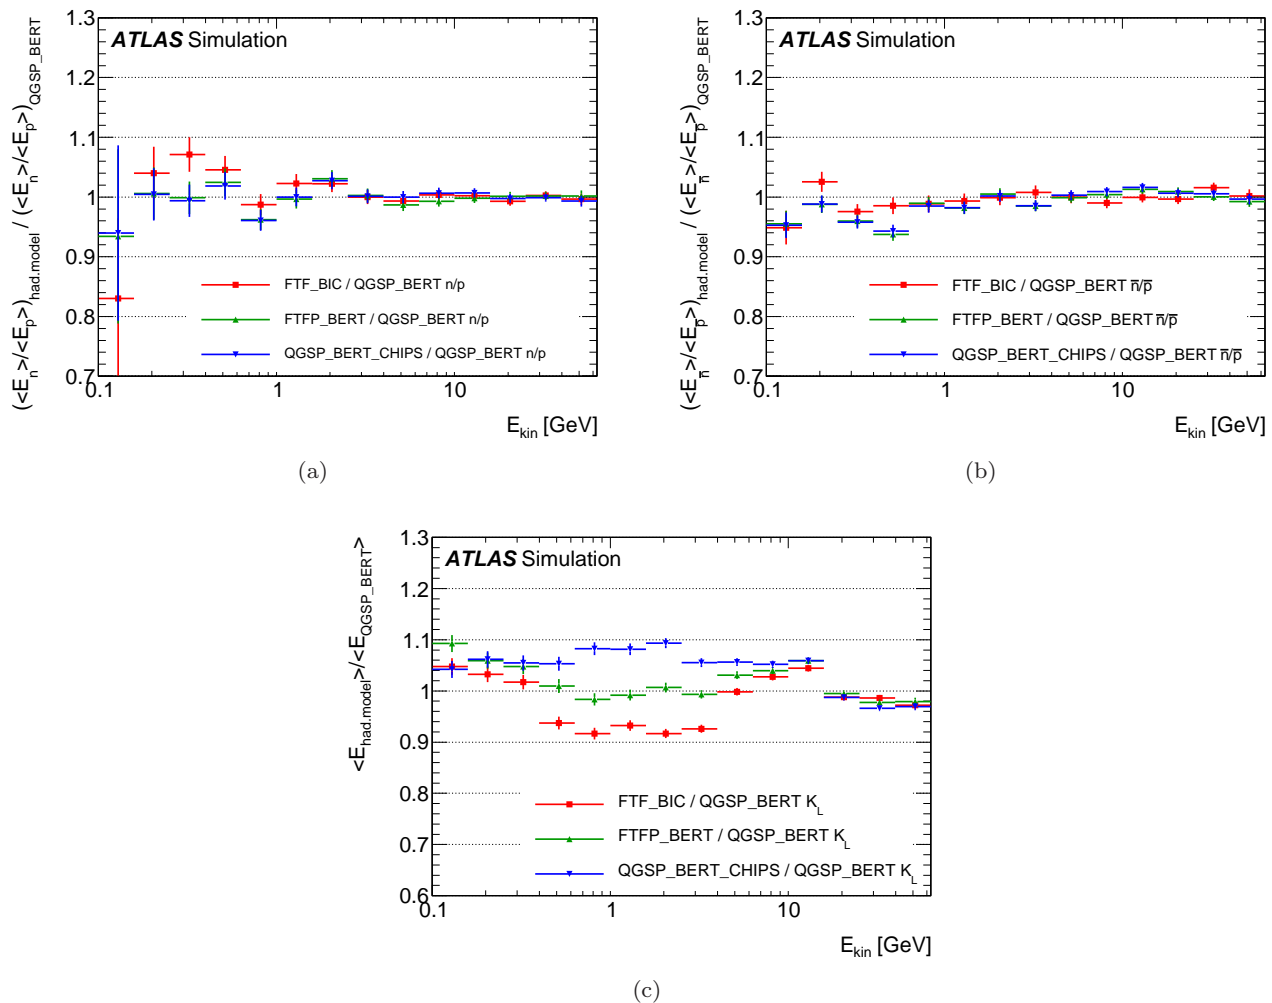 ATLAS Simulation
(<E_n>/<E_p>)_had.model / (<E_n>/<E_p>)_QGSP_BERT
1.3
1.2
1.1
1
0.9
0.8
0.7
FTF_BIC / QGSP_BERT n/p
FTFP_BERT / QGSP_BERT n/p
QGSP_BERT_CHIPS / QGSP_BERT n/p
0.1
1
10
E_kin [GeV]
(a)
ATLAS Simulation
(<E_n̅>/<E_p̅>)_had.model / (<E_n̅>/<E_p̅>)_QGSP_BERT
1.3
1.2
1.1
1
0.9
0.8
0.7
FTF_BIC / QGSP_BERT n̅/p̅
FTFP_BERT / QGSP_BERT n̅/p̅
QGSP_BERT_CHIPS / QGSP_BERT n̅/p̅
0.1
1
10
E_kin [GeV]
(b)
ATLAS Simulation
<E_had.model>/<E_QGSP_BERT>
1.3
1.2
1.1
1
0.9
0.8
0.7
0.6
FTF_BIC / QGSP_BERT K_L
FTFP_BERT / QGSP_BERT K_L
QGSP_BERT_CHIPS / QGSP_BERT K_L
0.1
1
10
E_kin [GeV]
(c)